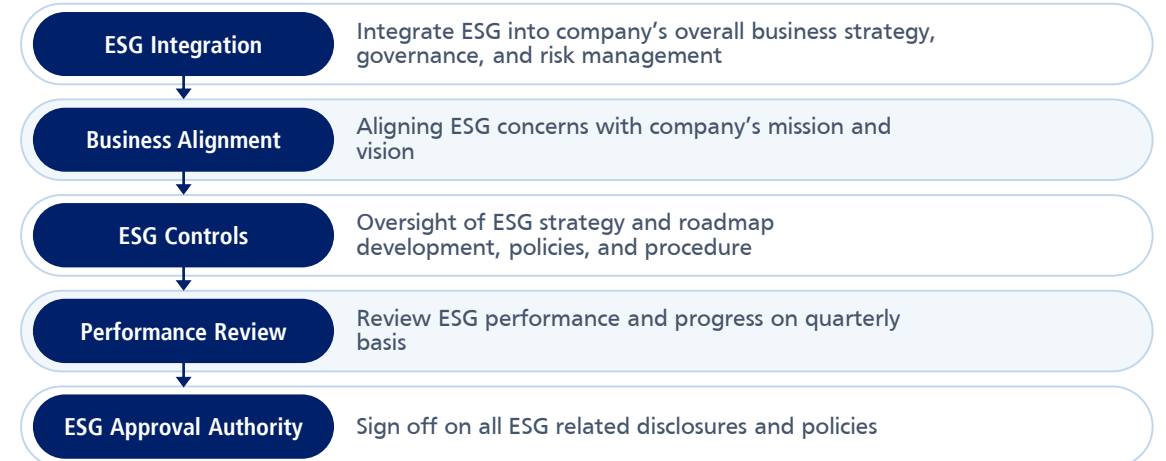 ESG Integration
Integrate ESG into company’s overall business strategy,
governance, and risk management
Business Alignment
Aligning ESG concerns with company’s mission and
vision
ESG Controls
Oversight of ESG strategy and roadmap
development, policies, and procedure
Performance Review
Review ESG performance and progress on quarterly
basis
ESG Approval Authority
Sign off on all ESG related disclosures and policies